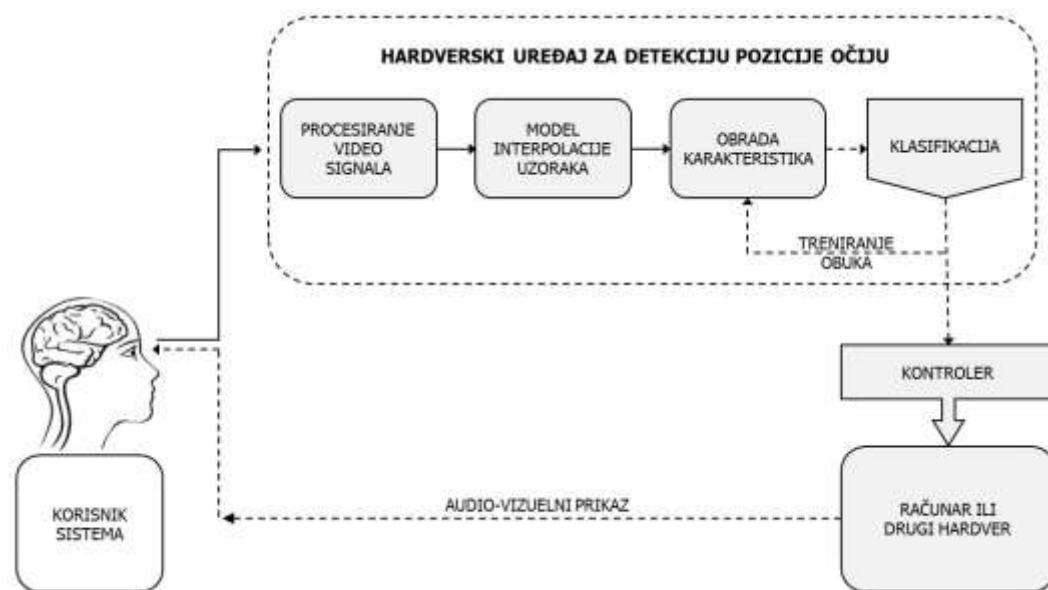 HARDVERSKI UREĐAJ ZA DETEKCIJU POZICIJE OČIJU
PROCESIRANJE
VIDEO
SIGNALA
MODEL
INTERPOLACIJE
UZORAKA
OBRADA
KARAKTERISTIKA
KLASIFIKACIJA
TRENIRANJE
OBUKA
KONTROLER
RAČUNAR ILI
DRUGI HARDVER
AUDIO-VIZUELNI PRIKAZ
KORISNIK
SISTEMA